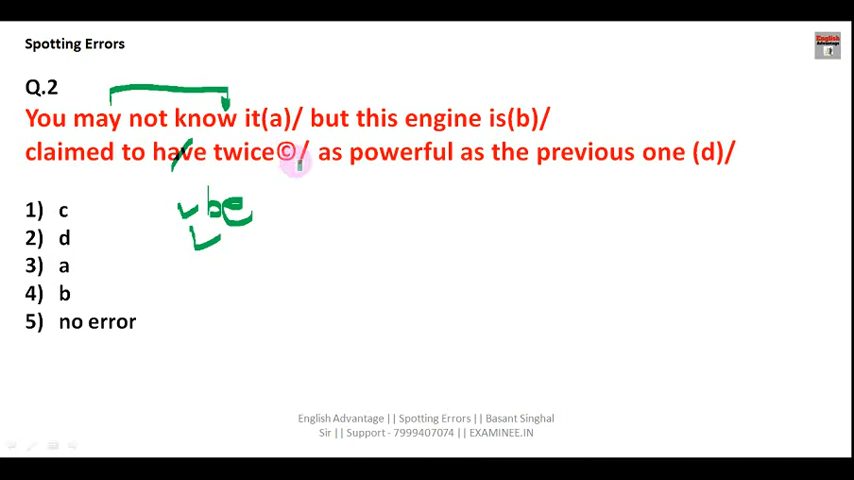 Spotting Errors
English
Advantage
Q.2
You may not know it(a)/ but this engine is(b)/
claimed to have twice©/ as powerful as the previous one (d)/
be
1) c
2) d
3) a
4) b
5) no error
English Advantage || Spotting Errors || Basant Singhal
Sir || Support - 7999407074 || EXAMINEE.IN